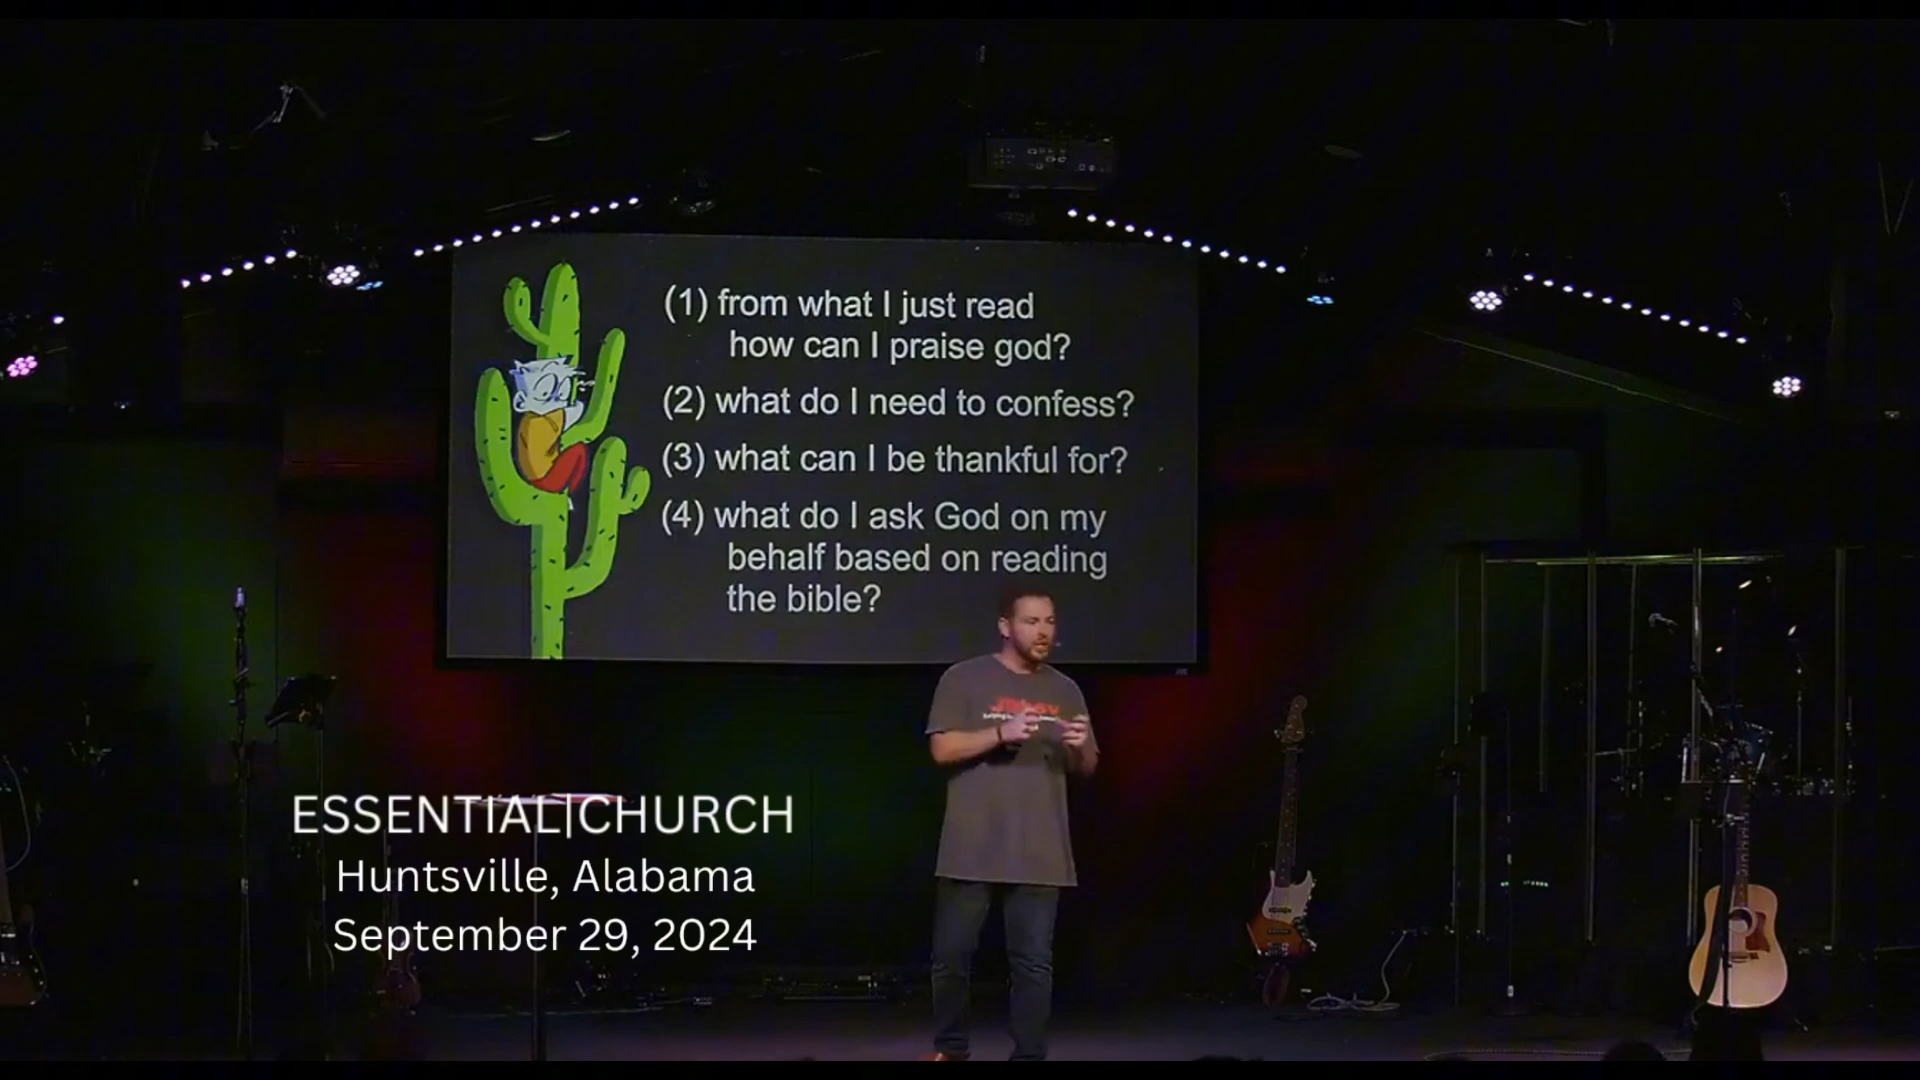 (1) from what I just read
how can I praise god?
(2) what do I need to confess?
(3) what can I be thankful for?
(4) what do I ask God on my
behalf based on reading
the bible?
ESSENTIAL|CHURCH
Huntsville, Alabama
September 29, 2024